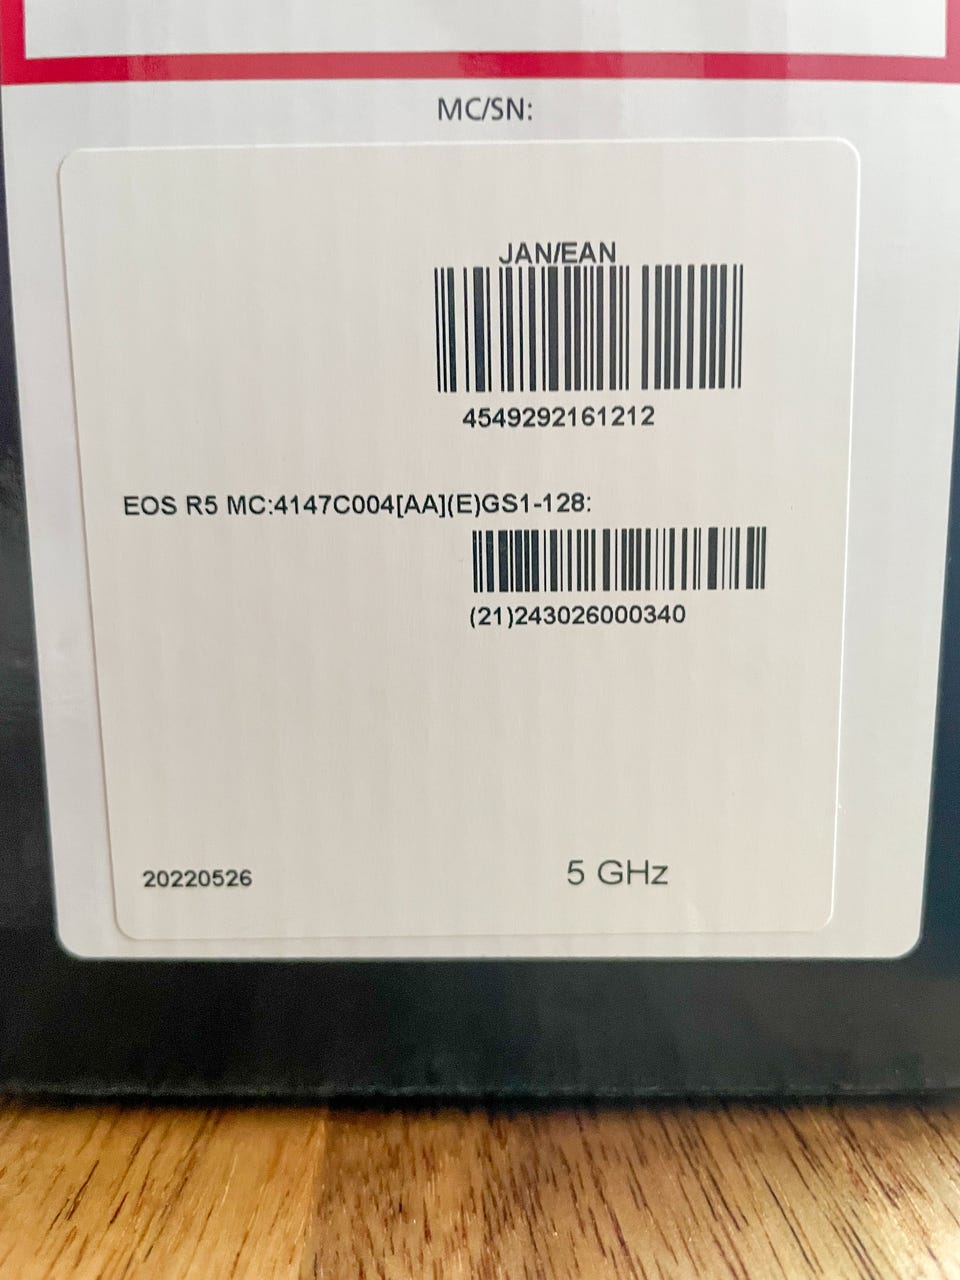 MC/SN:
JAN/EAN
4549292161212
EOS R5 MC:4147C004[AA](E)GS1-128:
(21)243026000340
20220526 5 GHz